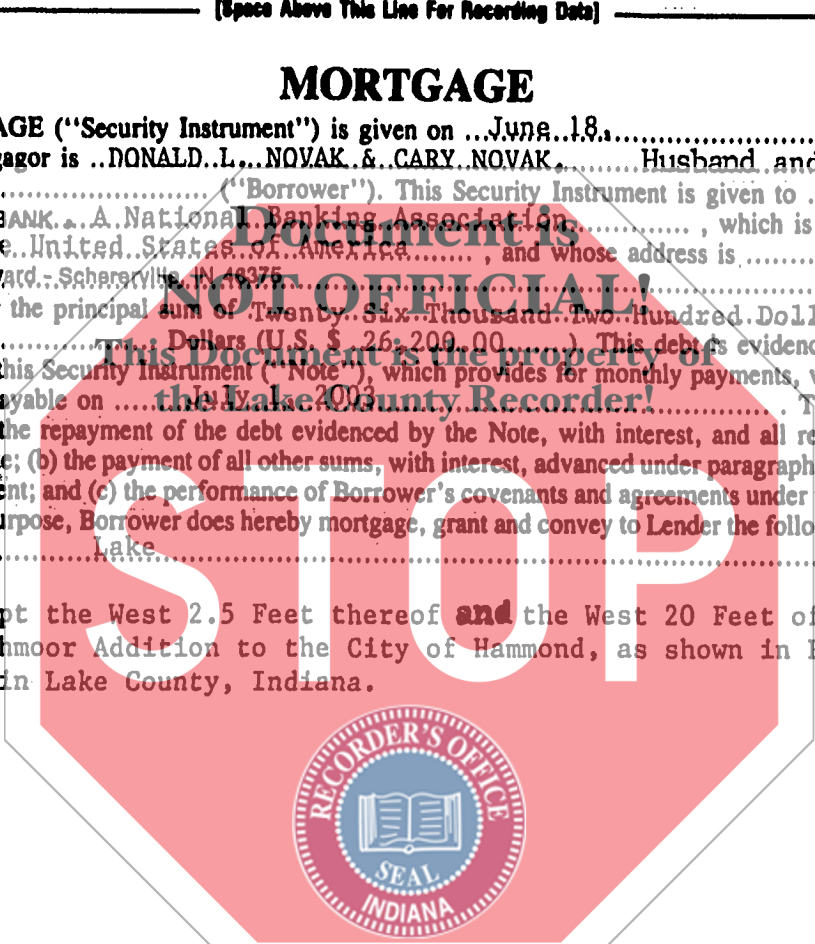 [Space Above This Line For Recording Data]
MORTGAGE
AGE ("Security Instrument") is given on ...June 18,
gagor is ..DONALD L. NOVAK & CARY NOVAK, Husband and
("Borrower"). This Security Instrument is given to
BANK, A National Banking Association , which is
e United States of America , and whose address is
ard - Schererville, IN 46375
the principal sum of Twenty Six Thousand Two Hundred Doll
Dollars (U.S. $ 26,200.00 ). This debt is evidenc
this Security Instrument ("Note"), which provides for monthly payments, w
ayable on July 1, 2003
the repayment of the debt evidenced by the Note, with interest, and all re
e; (b) the payment of all other sums, with interest, advanced under paragraph
ent; and (c) the performance of Borrower's covenants and agreements under
urpose, Borrower does hereby mortgage, grant and convey to Lender the follo
Lake
pt the West 2.5 Feet thereof and the West 20 Feet of
hmoor Addition to the City of Hammond, as shown in P
in Lake County, Indiana.
Document is
NOT OFFICIAL!
This Document is the property of
the Lake County Recorder!
STOP
RECORDER'S OFFICE
SEAL
INDIANA